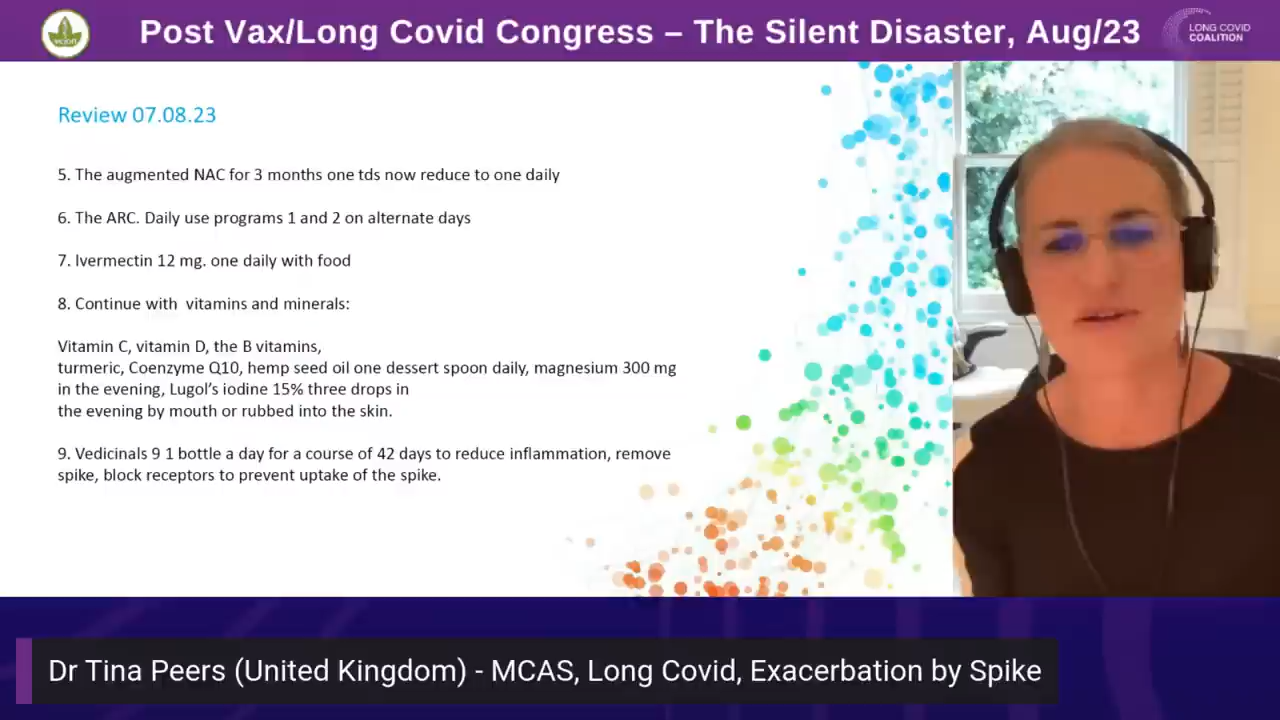 Post Vax/Long Covid Congress – The Silent Disaster, Aug/23
LONG COVID
COALITION
Review 07.08.23
5. The augmented NAC for 3 months one tds now reduce to one daily
6. The ARC. Daily use programs 1 and 2 on alternate days
7. Ivermectin 12 mg. one daily with food
8. Continue with  vitamins and minerals:
Vitamin C, vitamin D, the B vitamins,
turmeric, Coenzyme Q10, hemp seed oil one dessert spoon daily, magnesium 300 mg
in the evening, Lugol’s iodine 15% three drops in
the evening by mouth or rubbed into the skin.
9. Vedicinals 9 1 bottle a day for a course of 42 days to reduce inflammation, remove
spike, block receptors to prevent uptake of the spike.
Dr Tina Peers (United Kingdom) - MCAS, Long Covid, Exacerbation by Spike